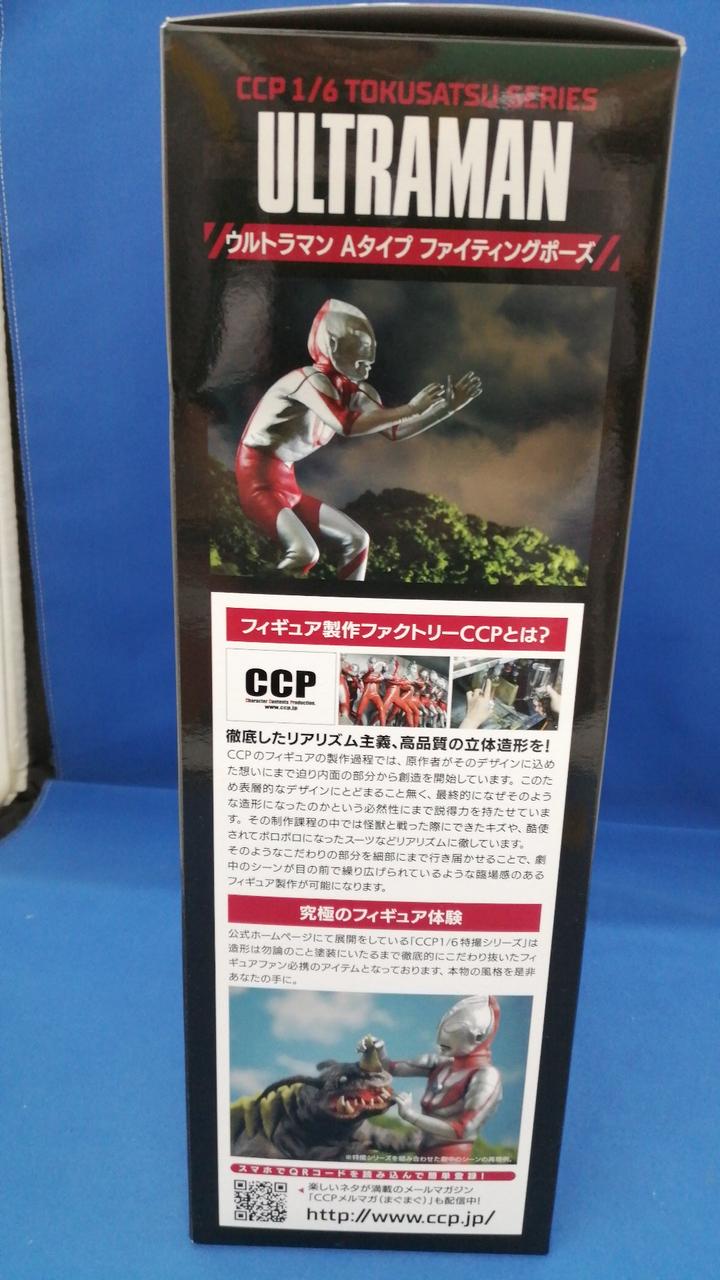 CCP 1/6 TOKUSATSU SERIES
ULTRAMAN
ウルトラマン Aタイプ ファイティングポーズ
フィギュア製作ファクトリーCCPとは?
CCP
Character Contents Production.
www.ccp.jp
徹底したリアリズム主義、高品質の立体造形を!
CCPのフィギュアの製作過程では、原作者がそのデザインに込め
た想いにまで迫り内面の部分から創造を開始しています。このた
め表層的なデザインにとどまること無く、最終的になぜそのよう
な造形になったのかという必然性にまで説得力を持たせていま
す。その制作課程の中では怪獣と戦った際にできたキズや、酷使
されてボロボロになったスーツなどリアリズムに徹しています。
そのようなこだわりの部分を細部にまで行き届かせることで、劇
中のシーンが目の前で繰り広げられているような臨場感のある
フィギュア製作が可能になります。
究極のフィギュア体験
公式ホームページにて展開をしている「CCP1/6特撮シリーズ」は
造形は勿論のこと塗装にいたるまで徹底的にこだわり抜いたフィ
ギュアファン必携のアイテムとなっております、本物の風格を是非
あなたの手に。
※特撮シリーズを組み合わせた劇中のシーンの再現例。
スマホでQRコードを読み込んで簡単登録!
楽しいネタが満載のメールマガジン
「CCPメルマガ(まぐまぐ)」も配信中!
http://www.ccp.jp/